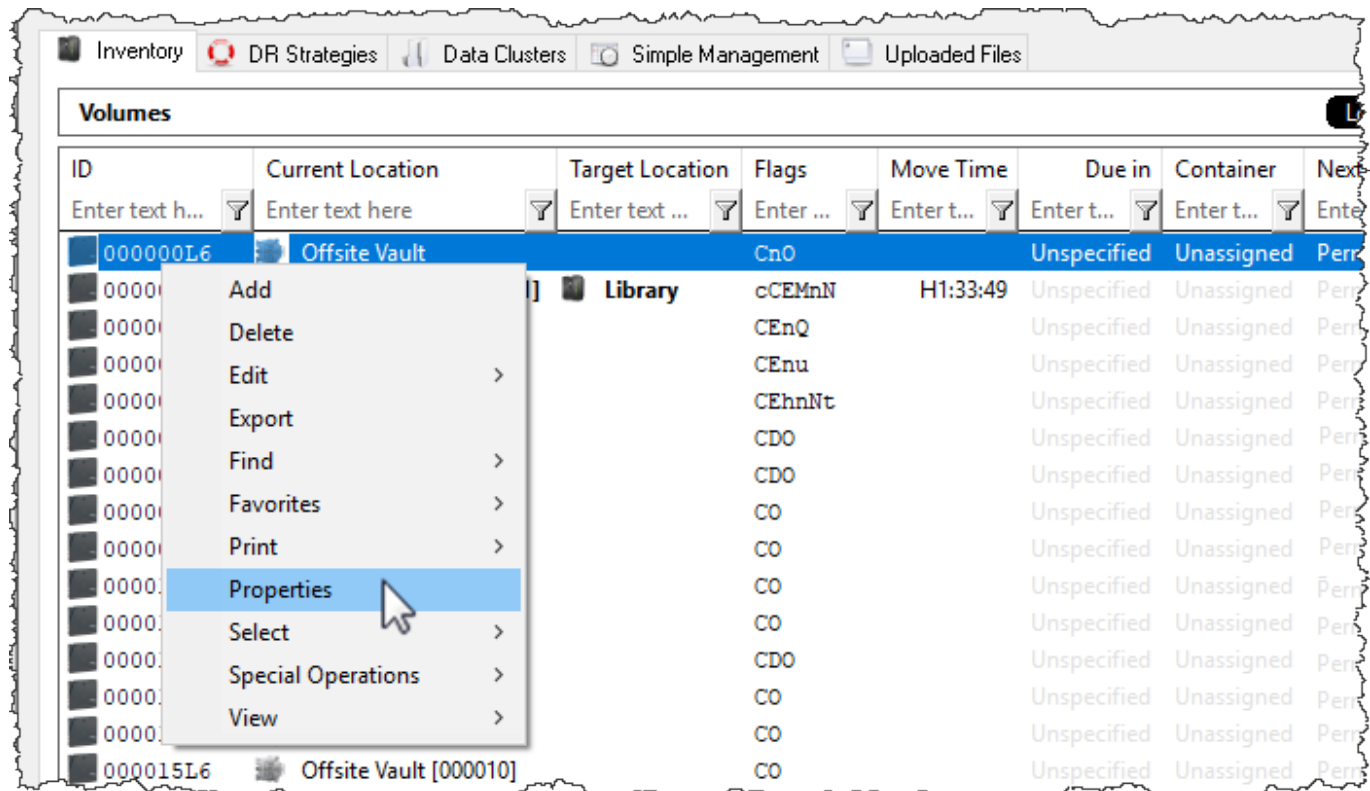 Inventory DR Strategies Data Clusters Simple Management Uploaded Files
Volumes
ID Current Location Target Location Flags Move Time Due in Container Next
Enter text h... Enter text here Enter text ... Enter ... Enter t... Enter t... Enter t... Ente
000000L6 Offsite Vault CnO Unspecified Unassigned Perm
Add
Library cCEMnN H1:33:49 Unspecified Unassigned
Delete
CEnQ Unspecified Unassigned
Edit
CEnu Unspecified Unassigned
Export
CEhnNt Unspecified Unassigned
Find
CDO Unspecified Unassigned
CDO Unspecified Unassigned
Favorites
CO Unspecified Unassigned
Print
CO Unspecified Unassigned
Properties
CO Unspecified Unassigned
Select
CO Unspecified Unassigned
Special Operations
CDO Unspecified Unassigned
CO Unspecified Unassigned
View
CO Unspecified Unassigned
000015L6 Offsite Vault [000010] CO Unspecified Unassigned